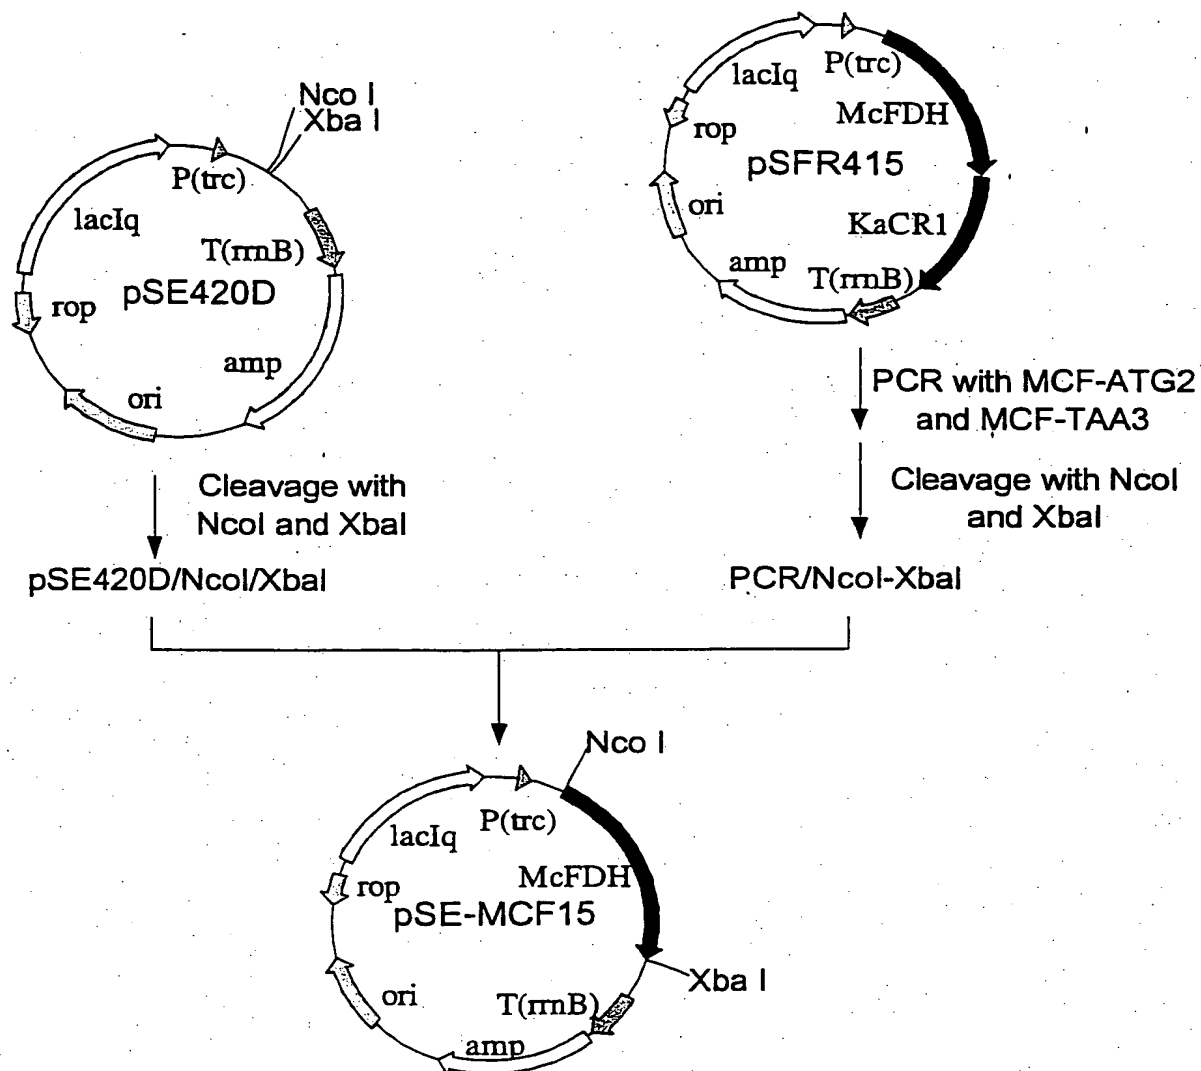 Nco I
Xba I
P(trc)
lacIq
T(rrnB)
pSE420D
rop
amp
ori
P(trc)
lacIq
McFDH
rop
pSFR415
ori
KaCR1
amp
T(rrnB)
PCR with MCF-ATG2
and MCF-TAA3
Cleavage with
NcoI and XbaI
Cleavage with NcoI
and XbaI
pSE420D/NcoI/XbaI
PCR/NcoI-XbaI
Nco I
P(trc)
lacIq
McFDH
rop
pSE-MCF15
Xba I
ori
T(rrnB)
amp